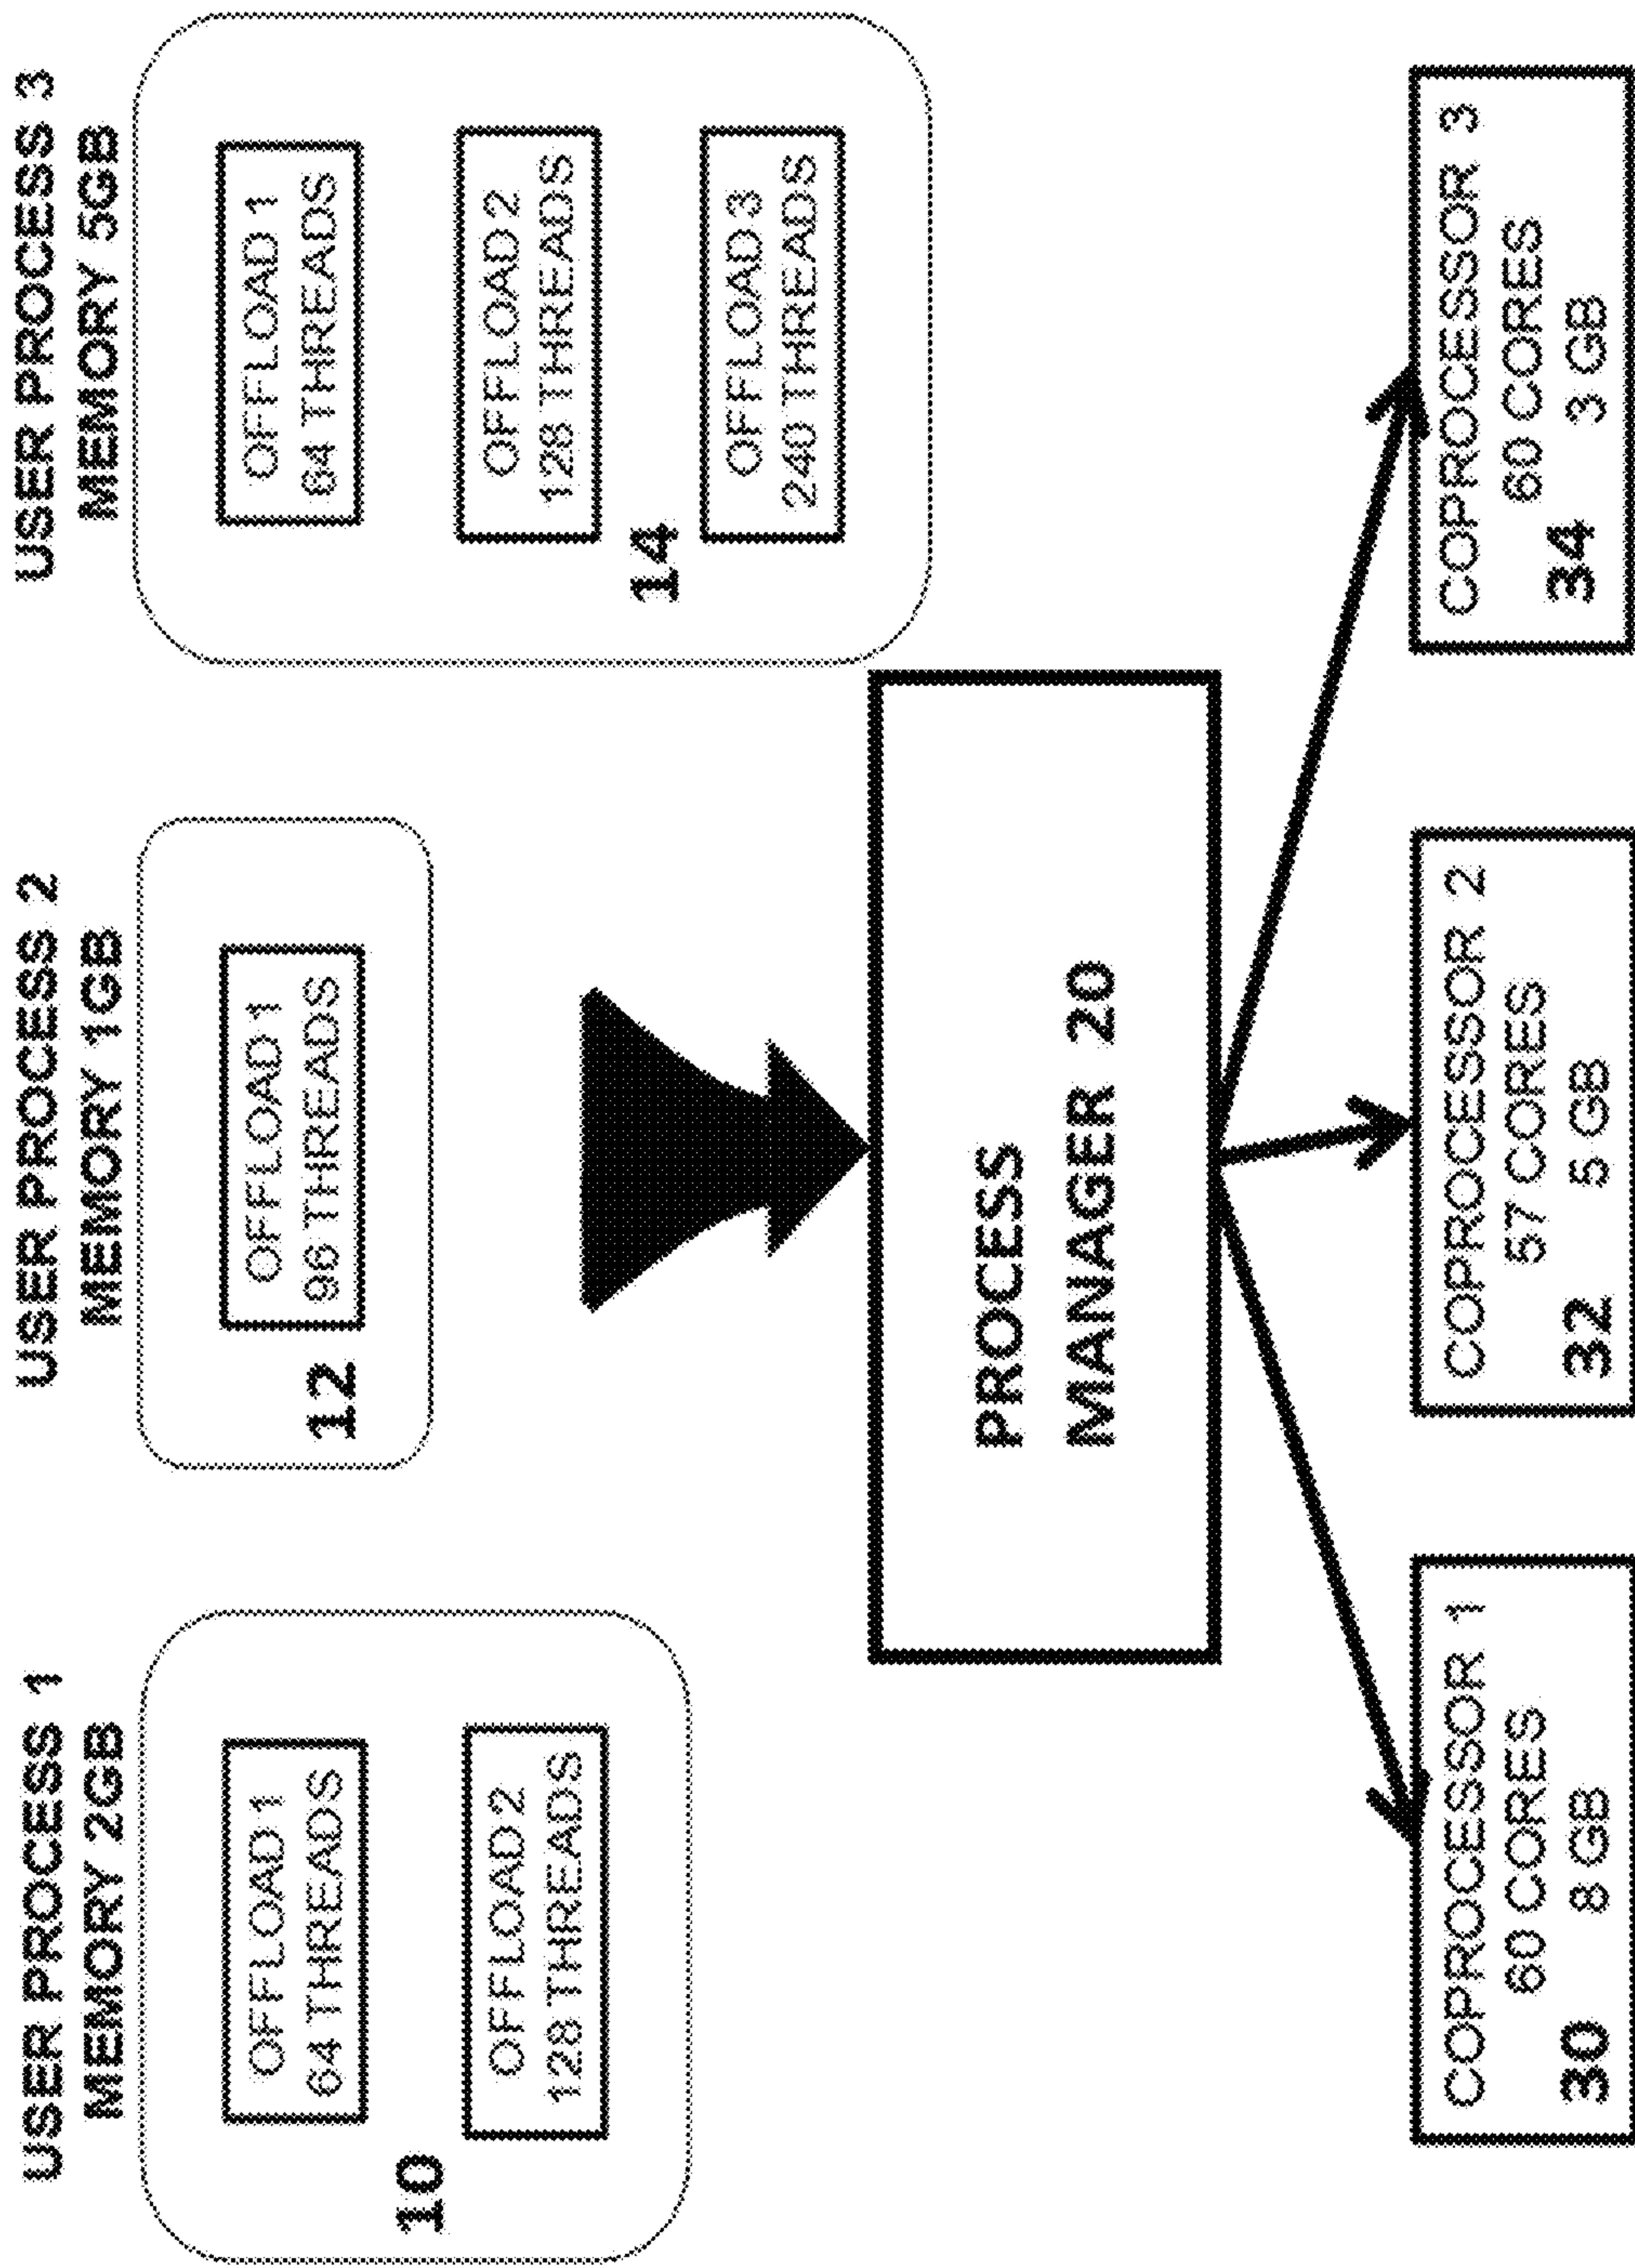 USER PROCESS 1
MEMORY 2GB
OFFLOAD 1
64 THREADS
10
OFFLOAD 2
128 THREADS
USER PROCESS 2
MEMORY 1GB
OFFLOAD 1
96 THREADS
12
USER PROCESS 3
MEMORY 5GB
OFFLOAD 1
64 THREADS
OFFLOAD 2
128 THREADS
14
OFFLOAD 3
240 THREADS
PROCESS
MANAGER 20
COPROCESSOR 1
60 CORES
30 8 GB
COPROCESSOR 2
57 CORES
32 5 GB
COPROCESSOR 3
60 CORES
34 3 GB